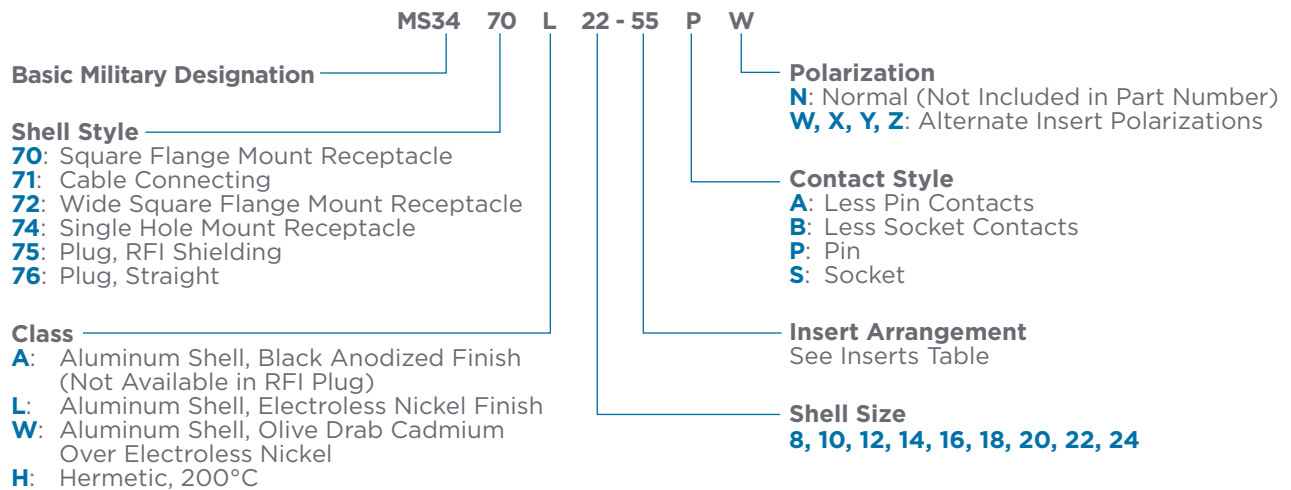 MS34 70 L 22 - 55 P W
Basic Military Designation
Shell Style
70: Square Flange Mount Receptacle
71: Cable Connecting
72: Wide Square Flange Mount Receptacle
74: Single Hole Mount Receptacle
75: Plug, RFI Shielding
76: Plug, Straight
Class
A: Aluminum Shell, Black Anodized Finish
(Not Available in RFI Plug)
L: Aluminum Shell, Electroless Nickel Finish
W: Aluminum Shell, Olive Drab Cadmium
Over Electroless Nickel
H: Hermetic, 200°C
Polarization
N: Normal (Not Included in Part Number)
W, X, Y, Z: Alternate Insert Polarizations
Contact Style
A: Less Pin Contacts
B: Less Socket Contacts
P: Pin
S: Socket
Insert Arrangement
See Inserts Table
Shell Size
8, 10, 12, 14, 16, 18, 20, 22, 24